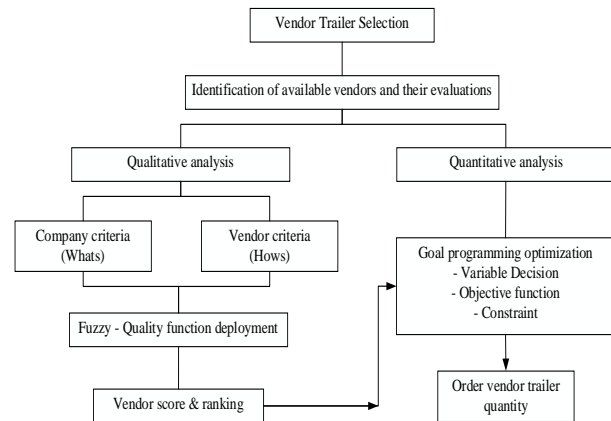 Vendor Trailer Selection
Identification of available vendors and their evaluations
Qualitative analysis
Quantitative analysis
Company criteria
(Whats)
Vendor criteria
(Hows)
Goal programming optimization
- Variable Decision
- Objective function
- Constraint
Fuzzy - Quality function deployment
Vendor score & ranking
Order vendor trailer
quantity